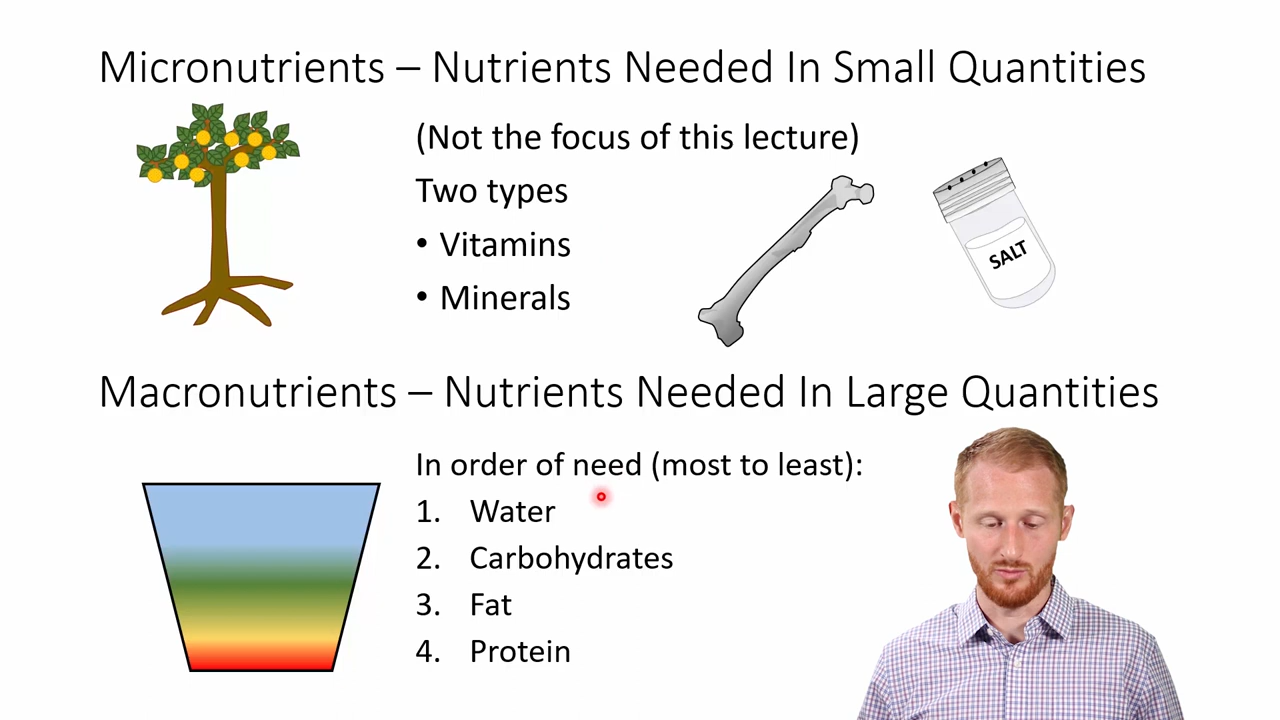 Micronutrients – Nutrients Needed In Small Quantities
(Not the focus of this lecture)
Two types
• Vitamins
• Minerals
SALT
Macronutrients – Nutrients Needed In Large Quantities
In order of need (most to least):
1. Water
2. Carbohydrates
3. Fat
4. Protein